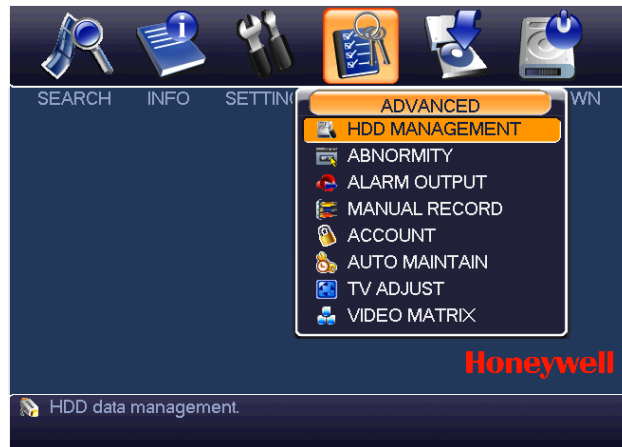 SEARCH INFO SETTIN WN
ADVANCED
HDD MANAGEMENT
ABNORMITY
ALARM OUTPUT
MANUAL RECORD
ACCOUNT
AUTO MAINTAIN
TV ADJUST
VIDEO MATRIX
Honeywell
HDD data management.